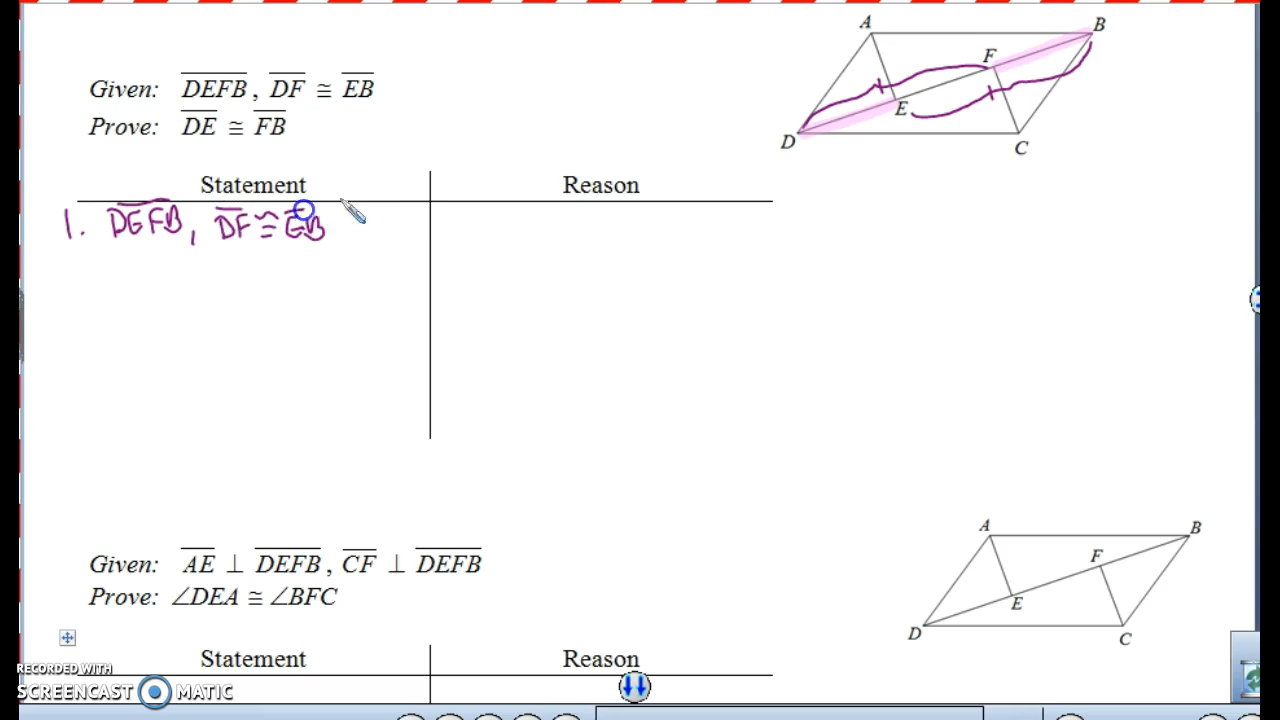 A
B
F
E
D
C
Given: DEFB, DF ≅ EB
Prove: DE ≅ FB
Statement Reason
1. DEFB, DF ≅ EB
A
B
F
E
D
C
Given: AE ⊥ DEFB, CF ⊥ DEFB
Prove: ∠DEA ≅ ∠BFC
Statement Reason
RECORDED WITH
SCREENCAST MATIC